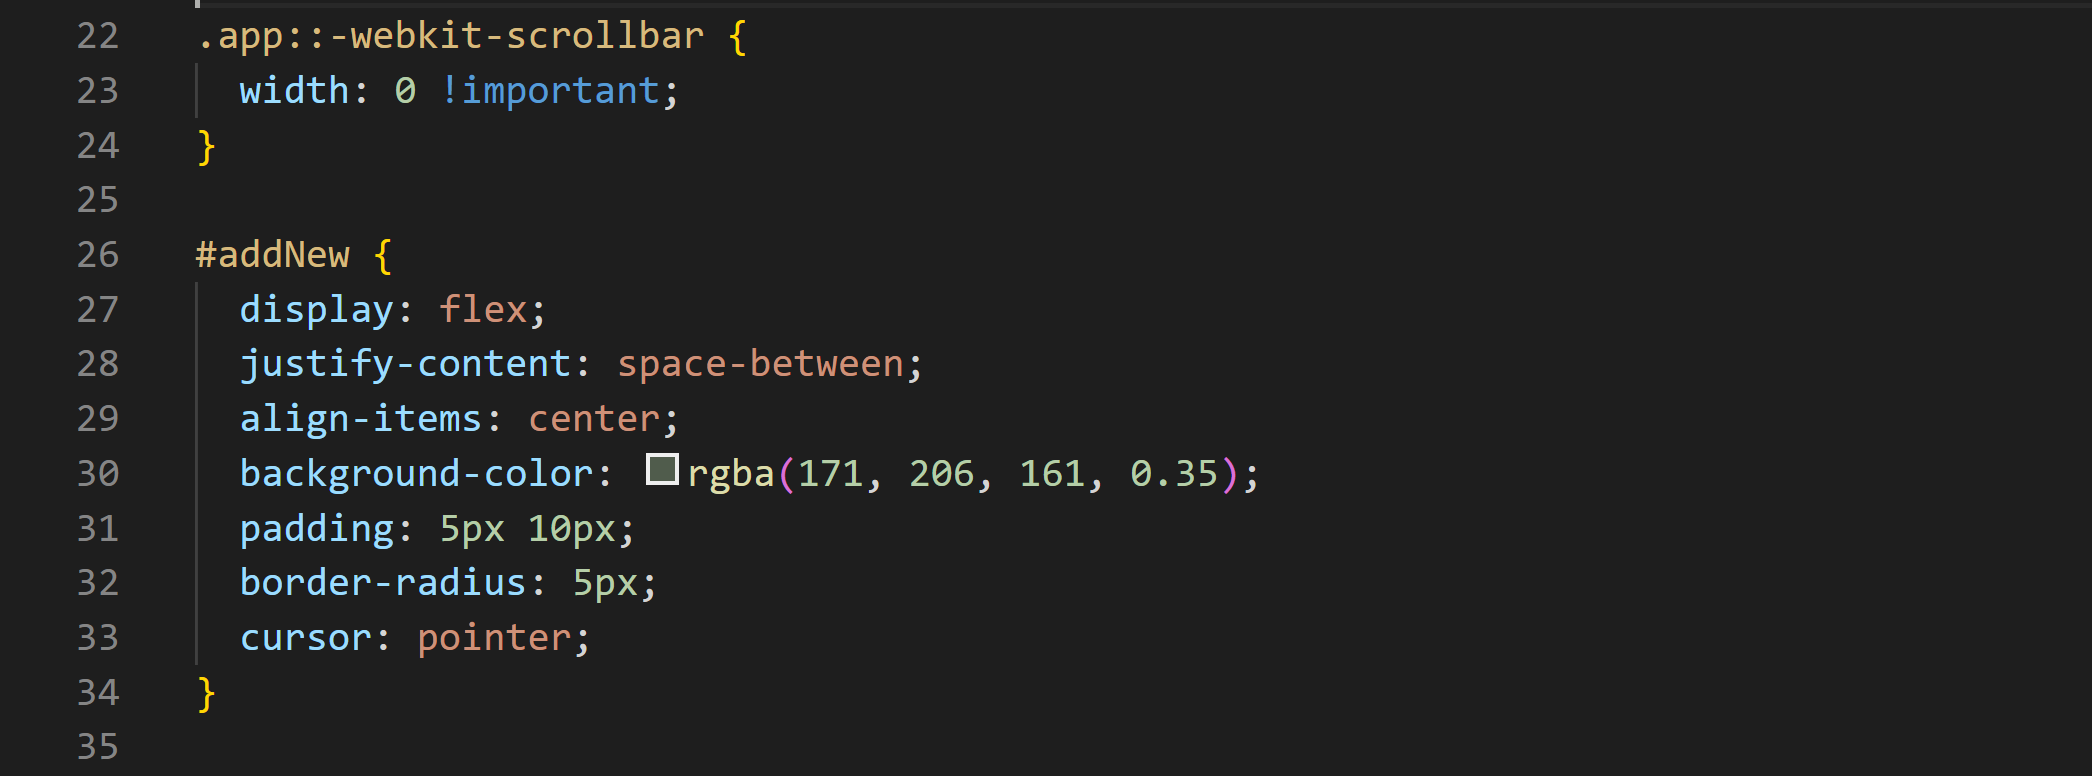 22 .app::-webkit-scrollbar {
23   width: 0 !important;
24 }
25
26 #addNew {
27   display: flex;
28   justify-content: space-between;
29   align-items: center;
30   background-color: rgba(171, 206, 161, 0.35);
31   padding: 5px 10px;
32   border-radius: 5px;
33   cursor: pointer;
34 }
35